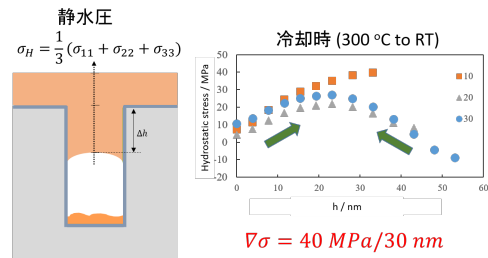 静水圧
σ_H = 1/3 (σ₁₁ + σ₂₂ + σ₃₃)
Δh
冷却時 (300 °C to RT)
Hydrostatic stress / MPa
50
40
30
20
10
0
-10
-20
0 10 20 30 40 50 60
10
20
30
h / nm
∇σ = 40 MPa/30 nm